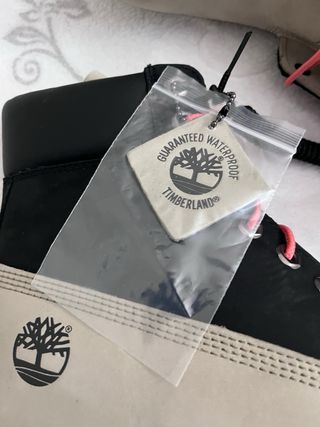 GUARANTEED WATERPROOF
TIMBERLAND®
®